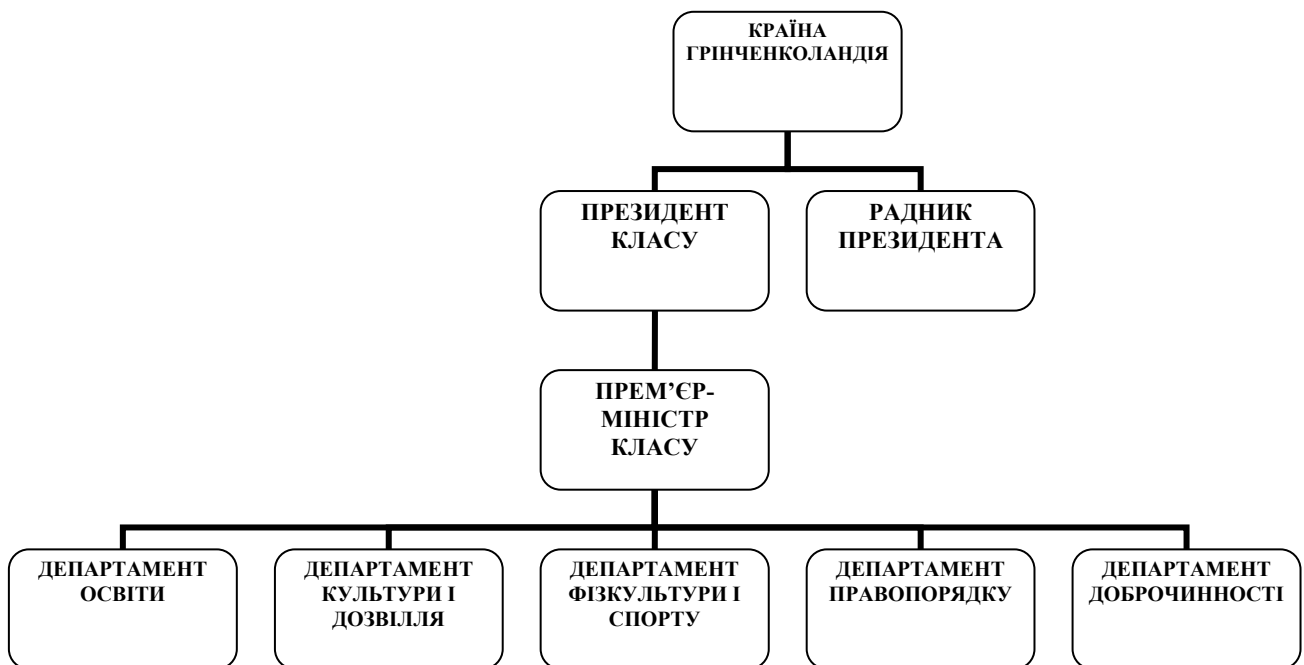 КРАЇНА
ГРІНЧЕНКОЛАНДІЯ
ПРЕЗИДЕНТ
КЛАСУ
РАДНИК
ПРЕЗИДЕНТА
ПРЕМ’ЄР-
МІНІСТР
КЛАСУ
ДЕПАРТАМЕНТ
ОСВІТИ
ДЕПАРТАМЕНТ
КУЛЬТУРИ І
ДОЗВІЛЛЯ
ДЕПАРТАМЕНТ
ФІЗКУЛЬТУРИ І
СПОРТУ
ДЕПАРТАМЕНТ
ПРАВОПОРЯДКУ
ДЕПАРТАМЕНТ
ДОБРОЧИННОСТІ